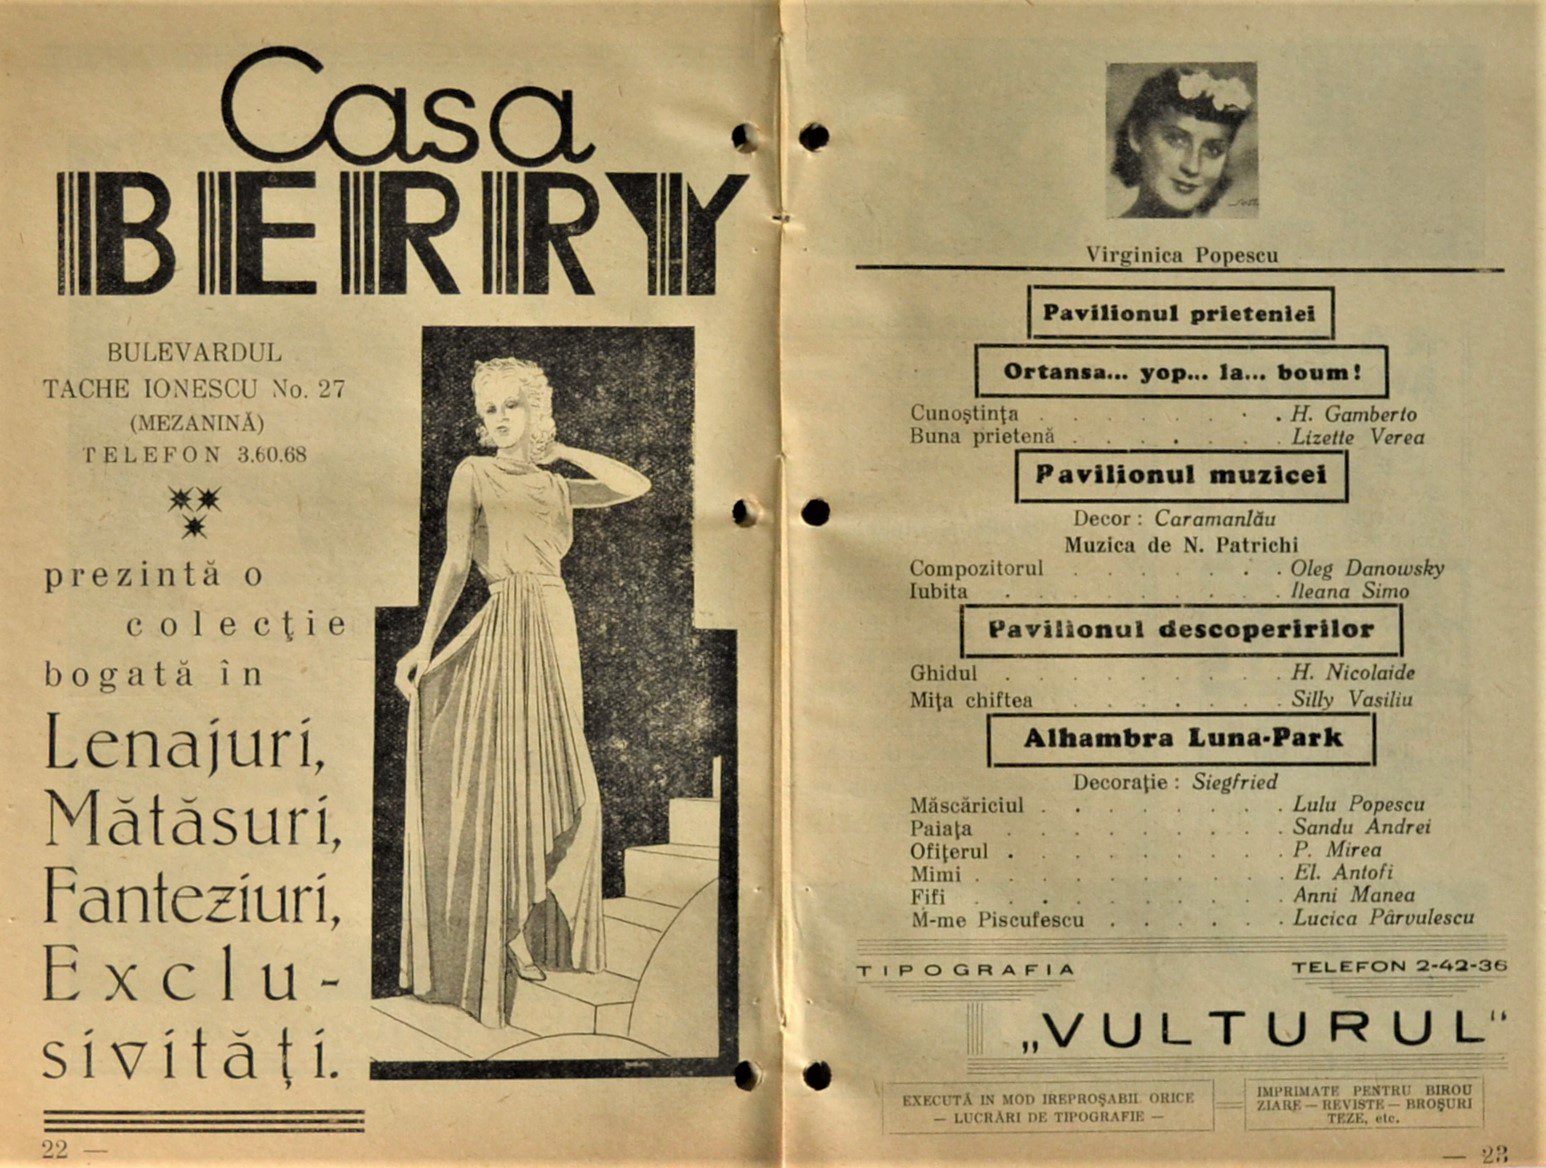 Casa
BERRY
BULEVARDUL
TACHE IONESCU No. 27
(MEZANINĂ)
TELEFON 3.60.68
prezintă o
colecţie
bogată în
Lenajuri,
Mătăsuri,
Fanteziuri,
Exclu-
sivităţi.
22 —
Virginica Popescu
Pavilionul prieteniei
Ortansa... yop... la... boum!
Cunoştinţa . . . . . . . H. Gamberto
Buna prietenă . . . . . . . Lizette Verea
Pavilionul muzicei
Decor : Caramanlău
Muzica de N. Patrichi
Compozitorul . . . . . . . Oleg Danowsky
Iubita . . . . . . . . . Ileana Simo
Pavilionul descoperirilor
Ghidul . . . . . . . . . H. Nicolaide
Miţa chiftea . . . . . . . Silly Vasiliu
Alhambra Luna-Park
Decoraţie : Siegfried
Măscăriciul . . . . . . . . Lulu Popescu
Paiaţa . . . . . . . . . Sandu Andrei
Ofiţerul . . . . . . . . . P. Mirea
Mimi . . . . . . . . . . El. Antofi
Fifi . . . . . . . . . . Anni Manea
M-me Piscufescu . . . . . . Lucica Pârvulescu
TIPOGRAFIA TELEFON 2-42-36
„VULTURUL"
EXECUTĂ IN MOD IREPROŞABIL ORICE
— LUCRĂRI DE TIPOGRAFIE —
IMPRIMATE PENTRU BIROU
ZIARE — REVISTE — BROŞURI
TEZE, etc.
— 23